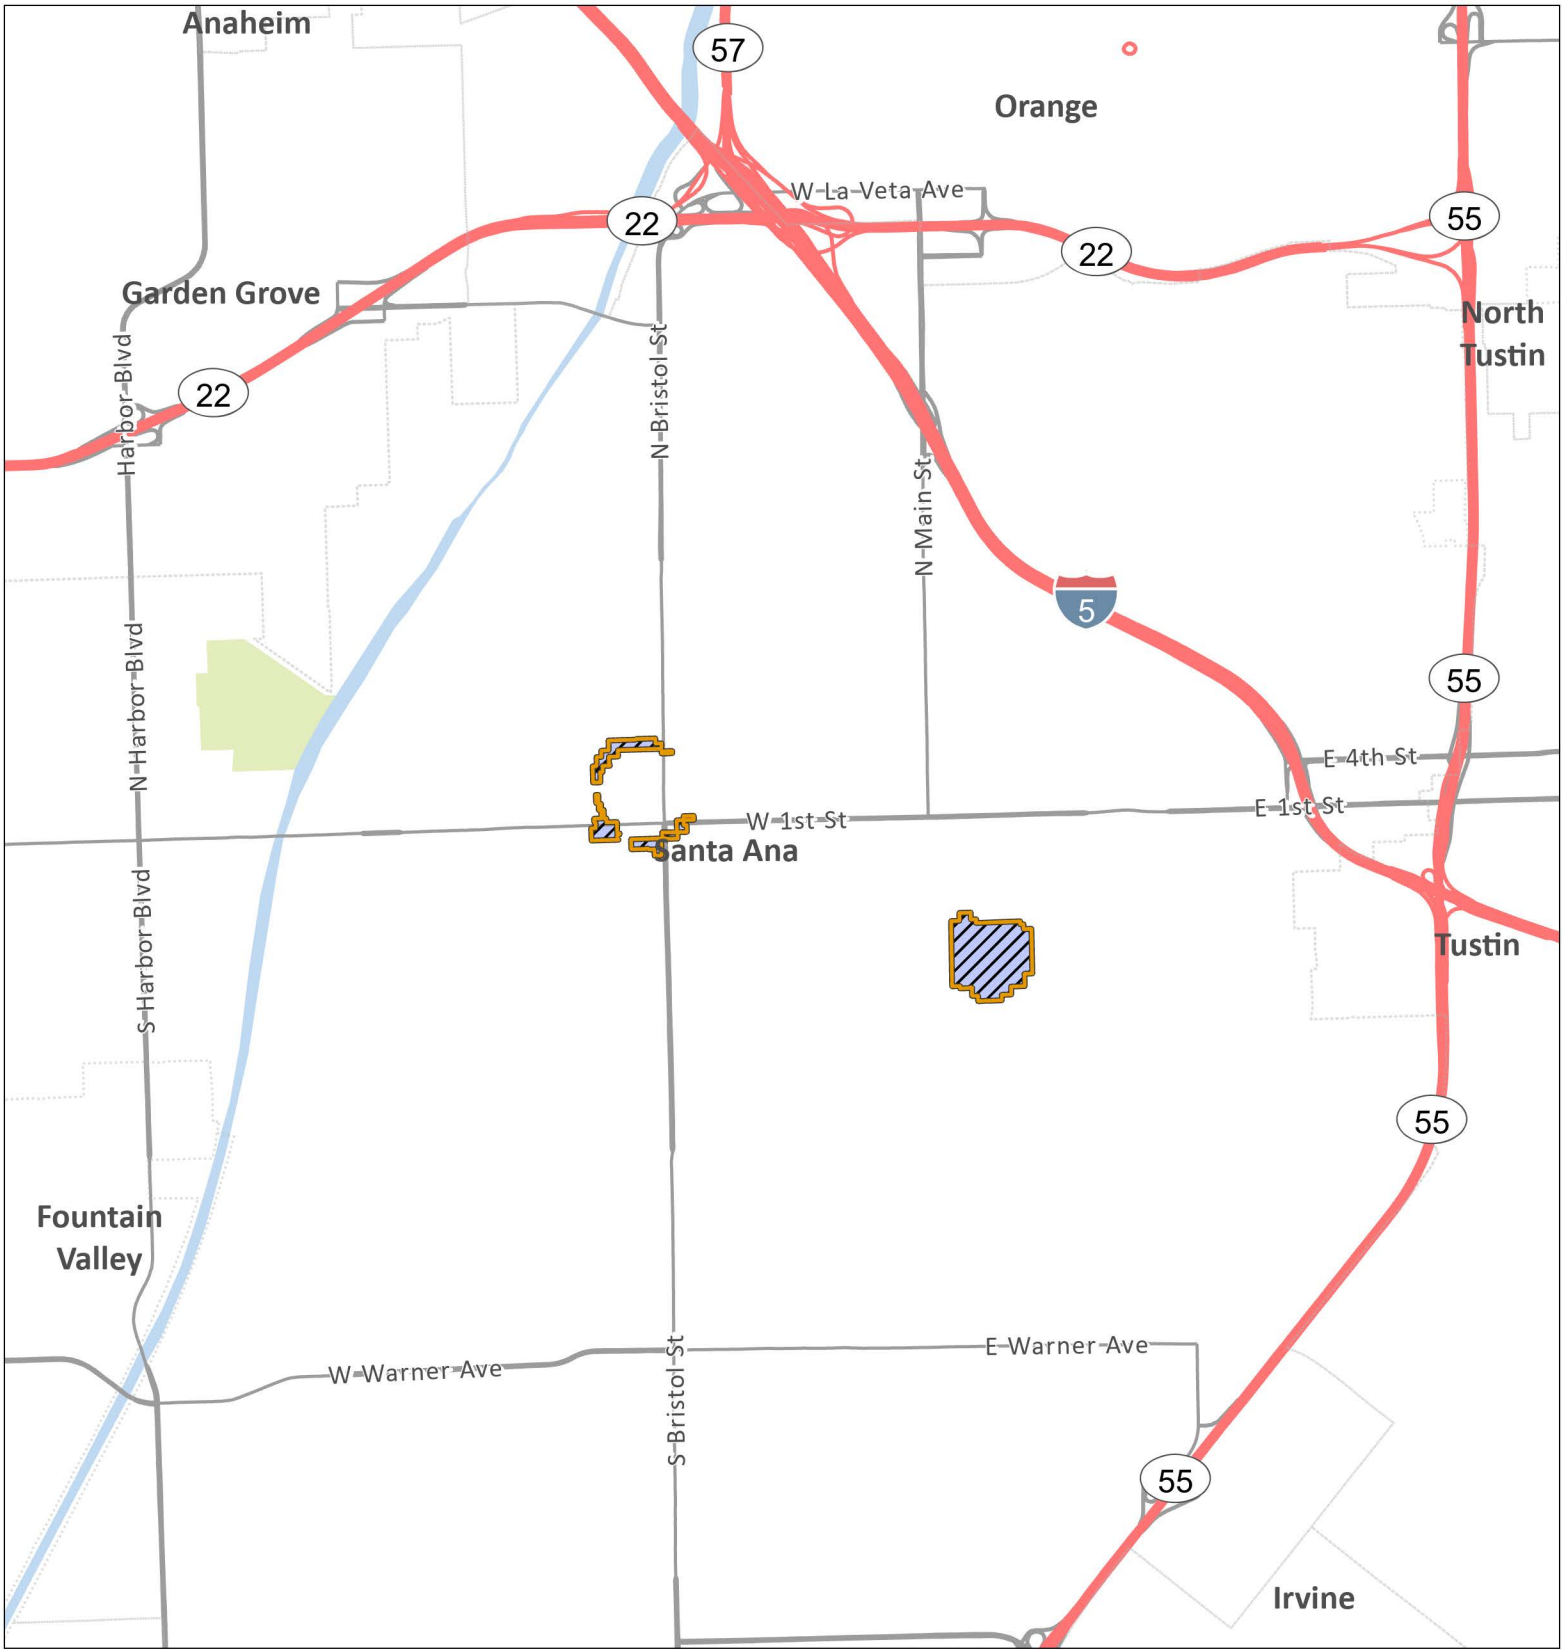 Anaheim
57
Orange
W La Veta Ave
22
55
22
Garden Grove
North
Tustin
N Bristol St
Harbor Blvd
22
N Main St
5
N Harbor Blvd
55
E 4th St
E 1st St
W 1st St
Santa Ana
S Harbor Blvd
Tustin
55
Fountain
Valley
E Warner Ave
W Warner Ave
S Bristol St
55
Irvine